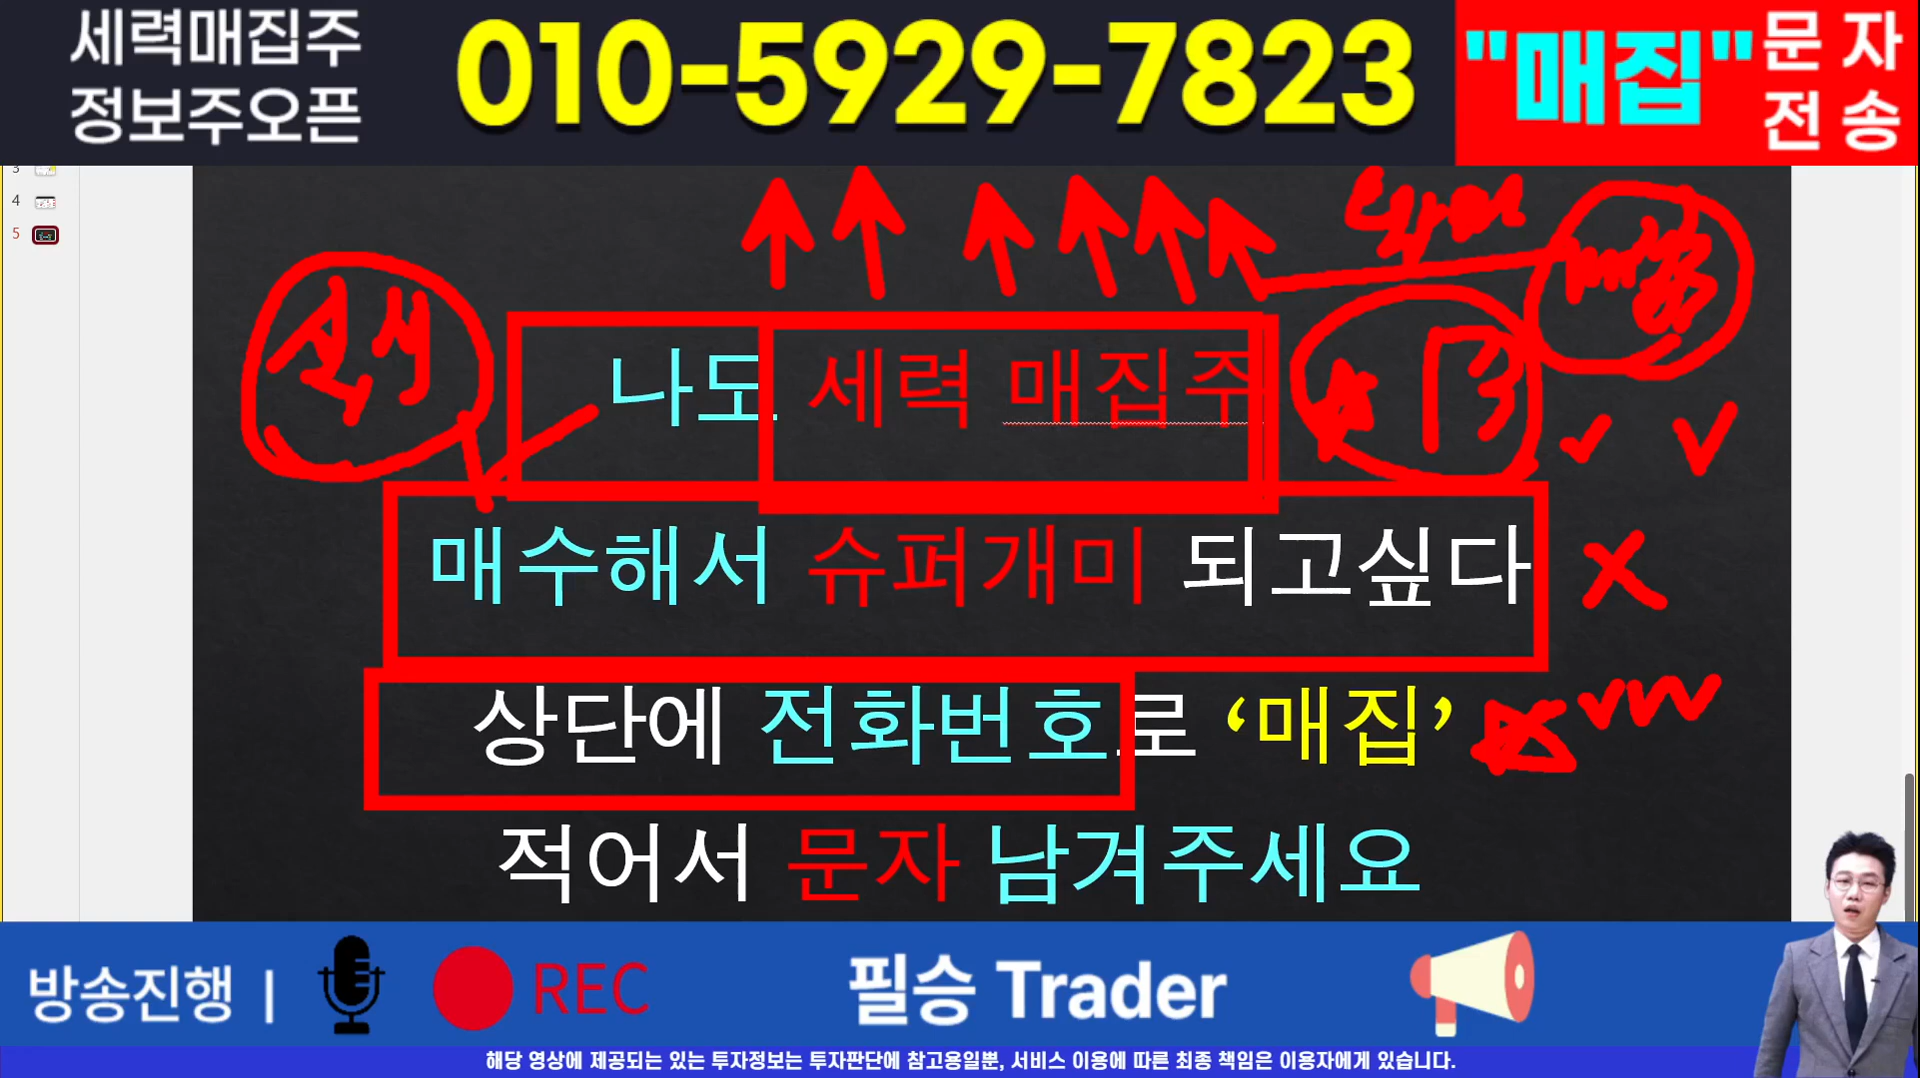 세력매집주
정보주오픈
010-5929-7823
"매집"
문자
전송
3
4
5
나도 세력 매집주
매수해서 슈퍼개미 되고싶다
상단에 전화번호로 ‘매집’
적어서 문자 남겨주세요
방송진행 |
REC
필승 Trader
해당 영상에 제공되는 있는 투자정보는 투자판단에 참고용일뿐, 서비스 이용에 따른 최종 책임은 이용자에게 있습니다.